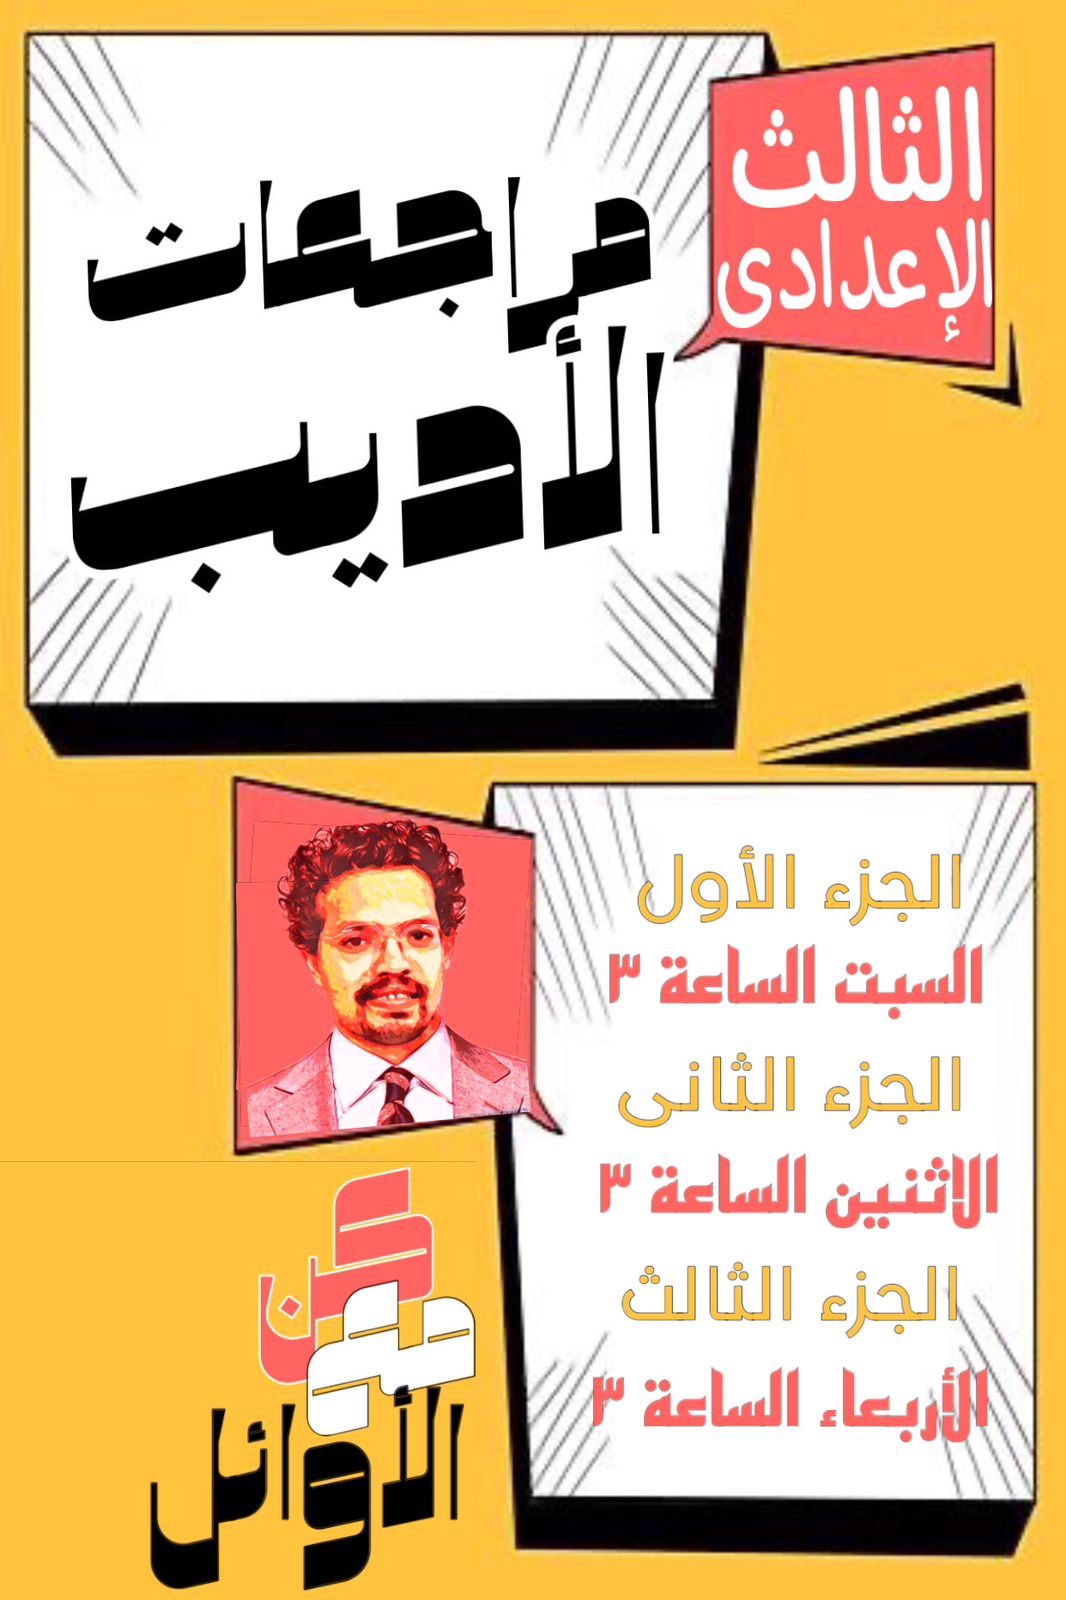 الثالث
الإعدادى
مراجعات
الأديب
الجزء الأول
السبت الساعة ٣
الجزء الثانى
الاثنين الساعة ٣
الجزء الثالث
الأربعاء الساعة ٣
كن
مع
الأوائل